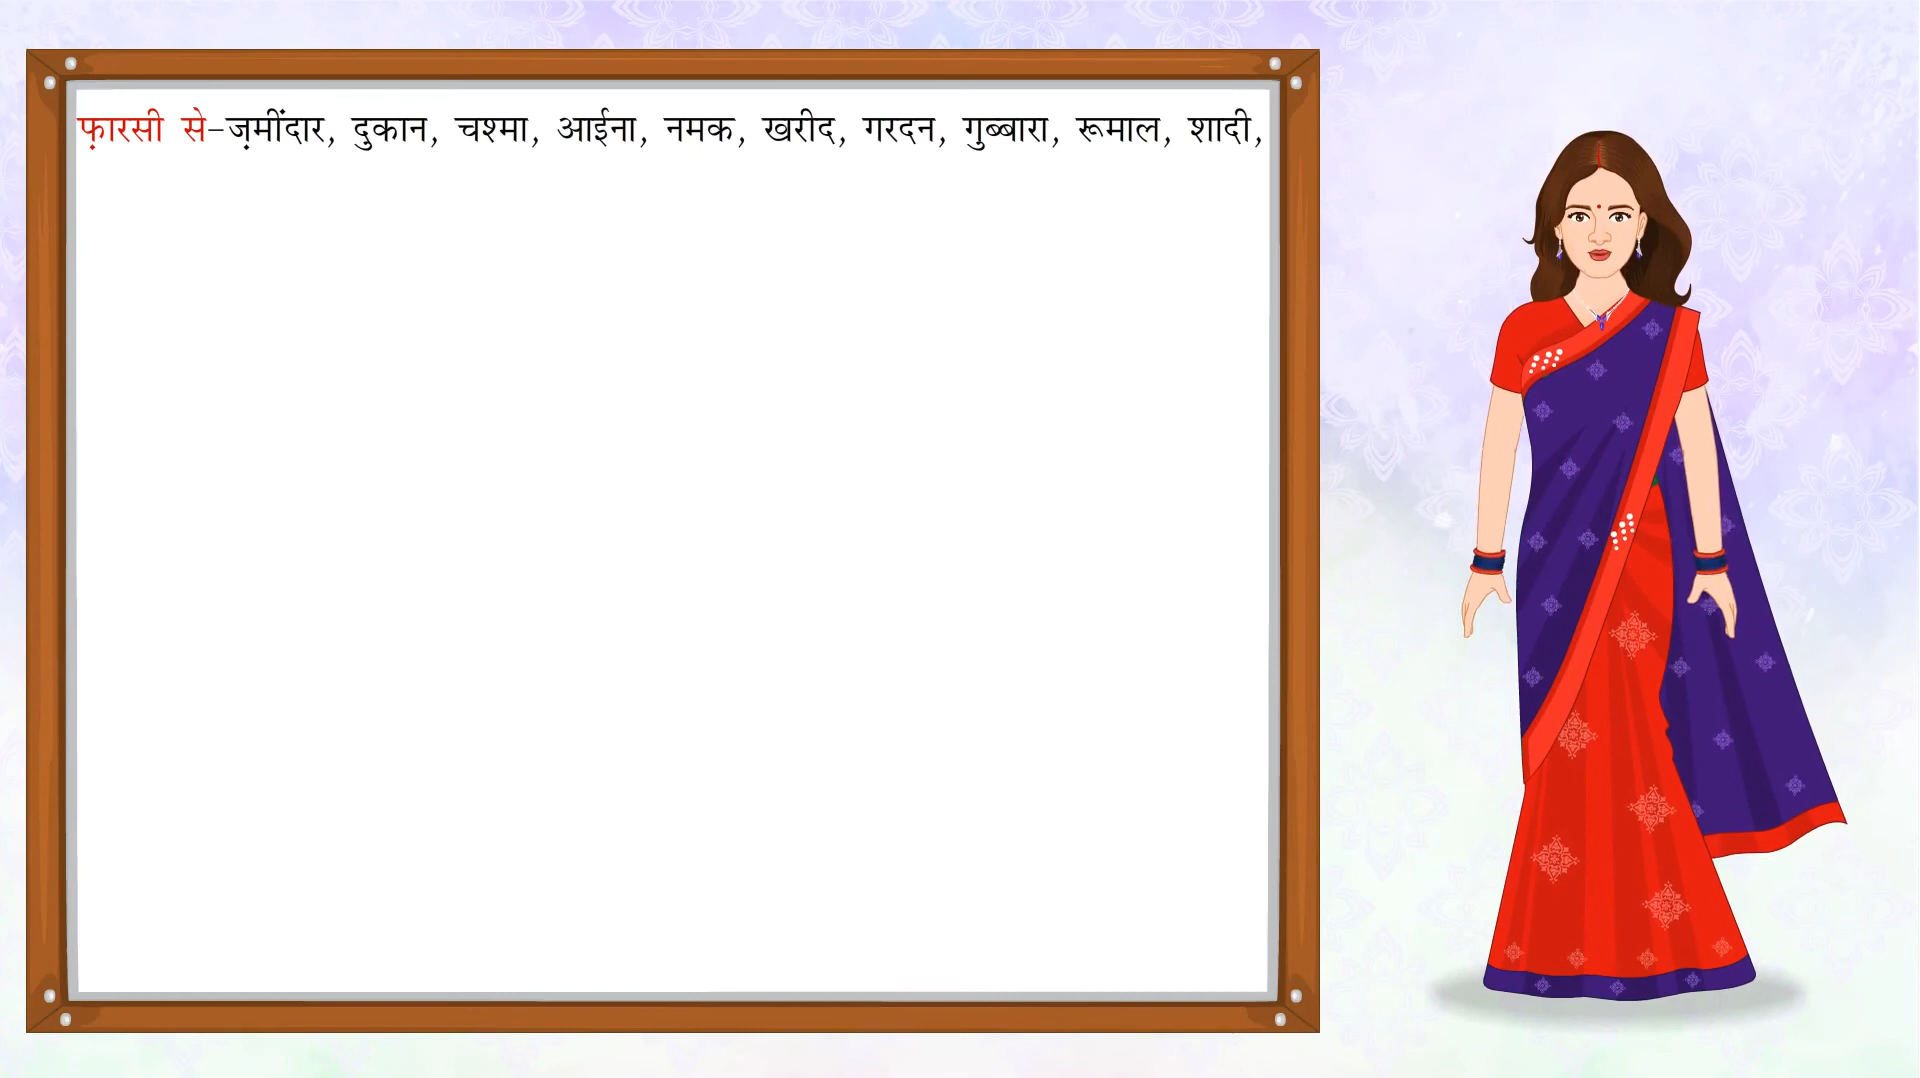 फ़ारसी से–ज़मींदार, दुकान, चश्मा, आईना, नमक, खरीद, गरदन, गुब्बारा, रूमाल, शादी,